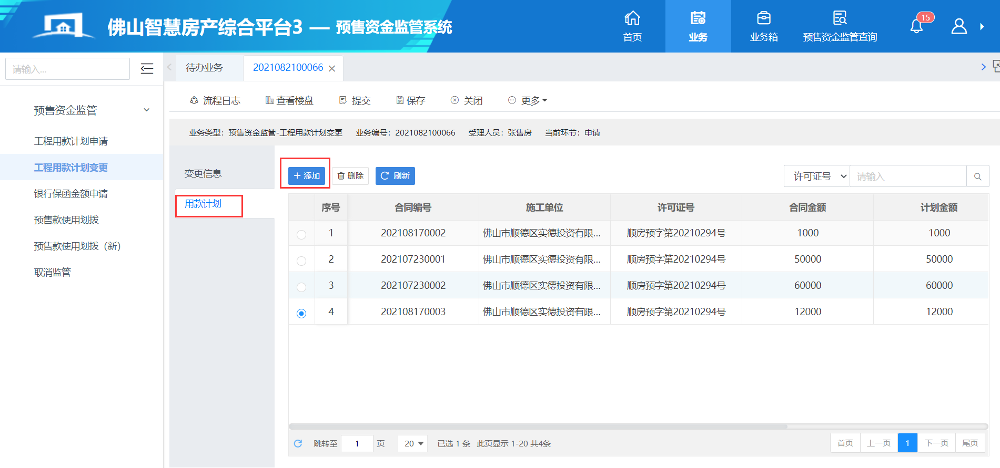 佛山智慧房产综合平台3 — 预售资金监管系统
首页
业务
业务箱
预售资金监管查询
15
请输入...
待办业务
2021082100066
预售资金监管
工程用款计划申请
工程用款计划变更
银行保函金额申请
预售款使用划拨
预售款使用划拨（新）
取消监管
流程日志 查看楼盘 提交 保存 关闭 更多
业务类型：预售资金监管-工程用款计划变更 业务编号：2021082100066 受理人员：张售房 当前环节：申请
变更信息
用款计划
添加 删除 刷新
许可证号 请输入
序号 合同编号 施工单位 许可证号 合同金额 计划金额
1 202108170002 佛山市顺德区实德投资有限... 顺房预字第20210294号 1000 1000
2 202107230001 佛山市顺德区实德投资有限... 顺房预字第20210294号 50000 50000
3 202107230002 佛山市顺德区实德投资有限... 顺房预字第20210294号 60000 60000
4 202108170003 佛山市顺德区实德投资有限... 顺房预字第20210294号 12000 12000
跳转至 1 页 20 已选 1 条 此页显示 1-20 共4条
首页 上一页 1 下一页 尾页